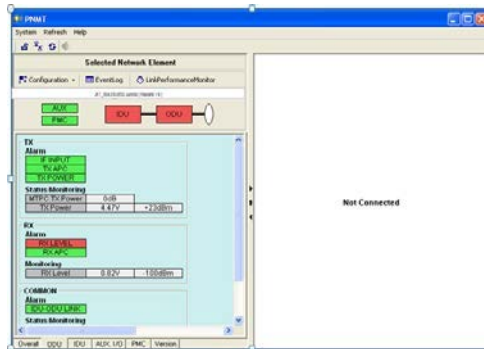 PNMT
System Refresh Help
Selected Network Element
Configuration EventLog LinkPerformanceMonitor
AUX
PMC
IDU
ODU
TX
Alarm
IF INPUT
TX APC
TX POWER
Status Monitoring
MTPC TX Power 0dB
TX Power 4.47V +23dBm
RX
Alarm
RX LEVEL
RX APC
Monitoring
RX Level 0.82V -100dBm
COMMON
Alarm
IDU-ODU LINK
Status Monitoring
Overall ODU IDU AUX. I/O PMC Version
Not Connected